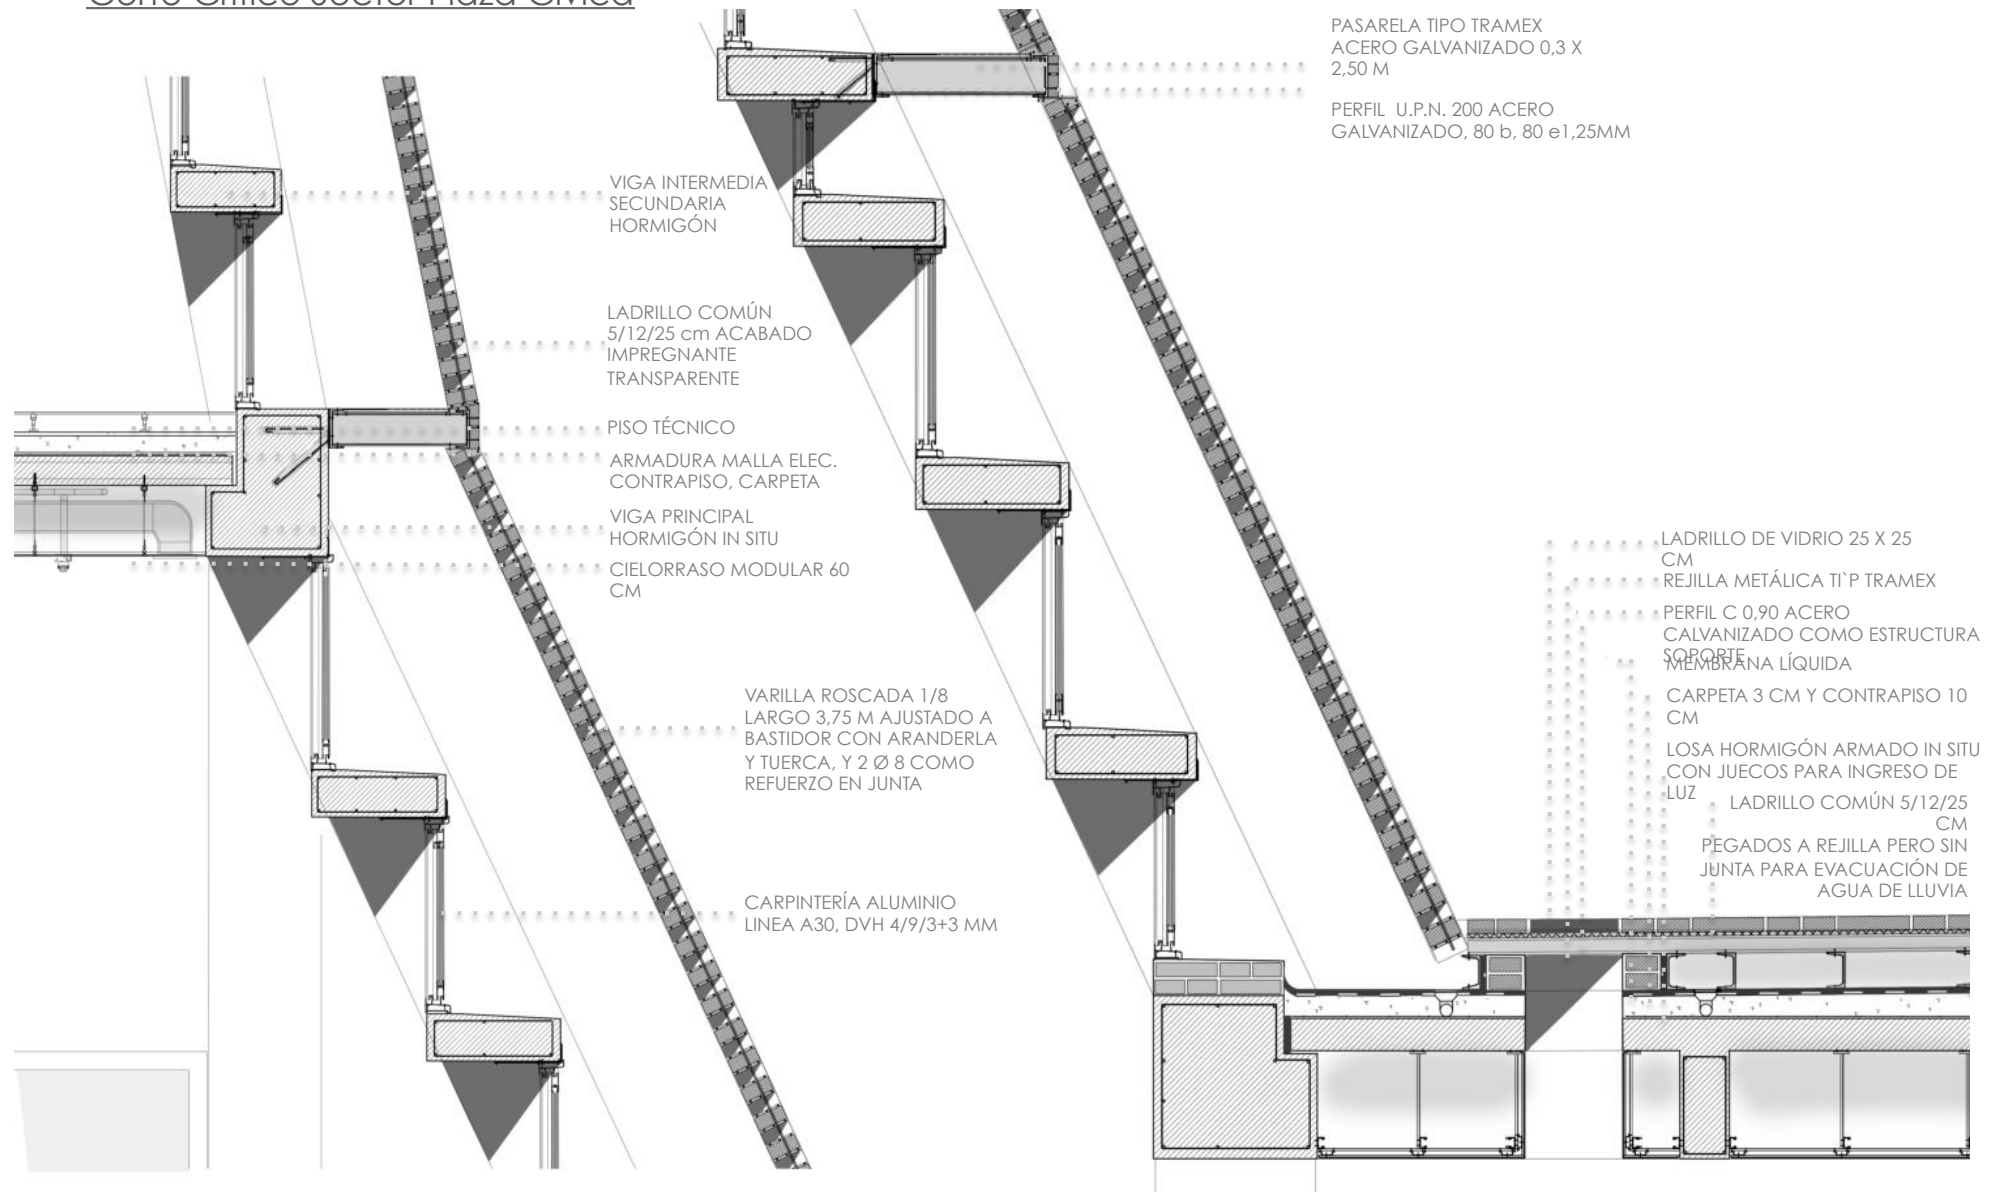 Corte Crítico Sector Plaza Cívica
PASARELA TIPO TRAMEX
ACERO GALVANIZADO 0,3 X
2,50 M
PERFIL U.P.N. 200 ACERO
GALVANIZADO, 80 b, 80 e1,25MM
VIGA INTERMEDIA
SECUNDARIA
HORMIGÓN
LADRILLO COMÚN
5/12/25 cm ACABADO
IMPREGNANTE
TRANSPARENTE
PISO TÉCNICO
ARMADURA MALLA ELEC.
CONTRAPISO, CARPETA
VIGA PRINCIPAL
HORMIGÓN IN SITU
CIELORRASO MODULAR 60
CM
VARILLA ROSCADA 1/8
LARGO 3,75 M AJUSTADO A
BASTIDOR CON ARANDERLA
Y TUERCA, Y 2 Ø 8 COMO
REFUERZO EN JUNTA
CARPINTERÍA ALUMINIO
LINEA A30, DVH 4/9/3+3 MM
LADRILLO DE VIDRIO 25 X 25
CM
REJILLA METÁLICA TI`P TRAMEX
PERFIL C 0,90 ACERO
CALVANIZADO COMO ESTRUCTURA
SOPORTE
MEMBRANA LÍQUIDA
CARPETA 3 CM Y CONTRAPISO 10
CM
LOSA HORMIGÓN ARMADO IN SITU
CON JUECOS PARA INGRESO DE
LUZ
LADRILLO COMÚN 5/12/25
CM
PEGADOS A REJILLA PERO SIN
JUNTA PARA EVACUACIÓN DE
AGUA DE LLUVIA